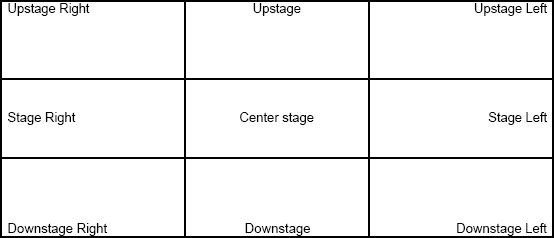 Upstage Right
Upstage
Upstage Left
Stage Right
Center stage
Stage Left
Downstage Right
Downstage
Downstage Left